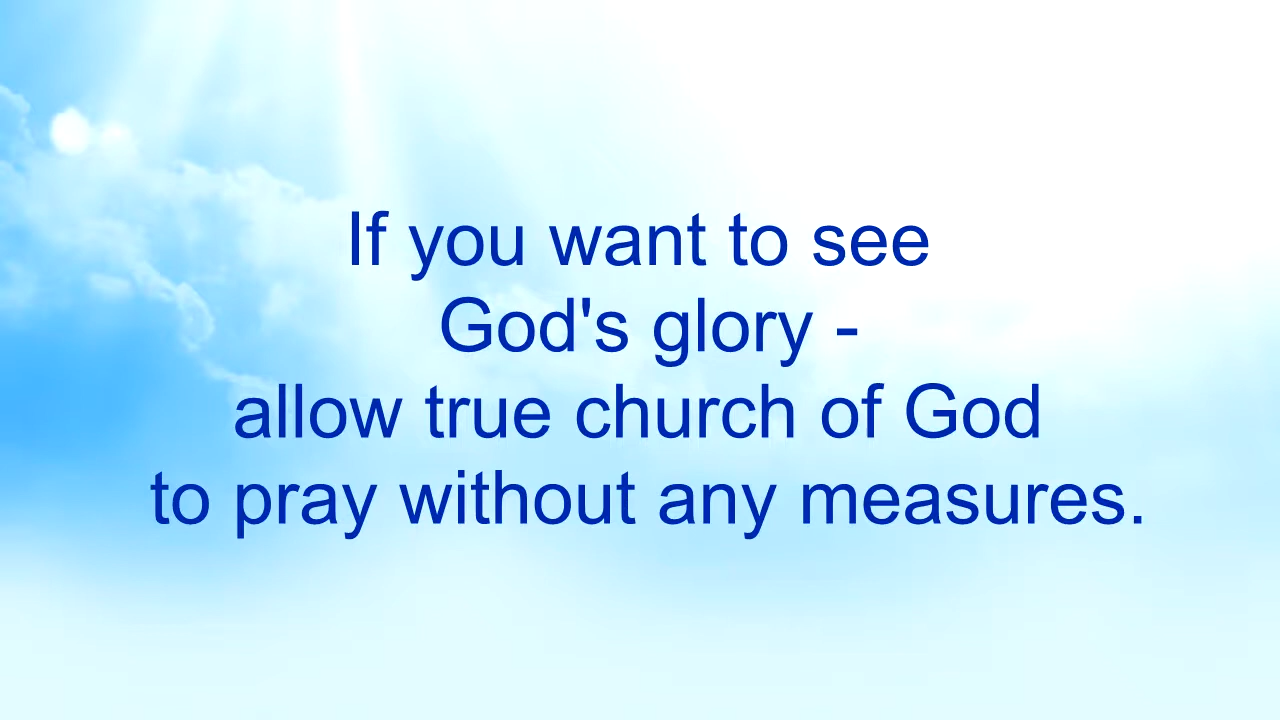 If you want to see
God's glory -
allow true church of God
to pray without any measures.